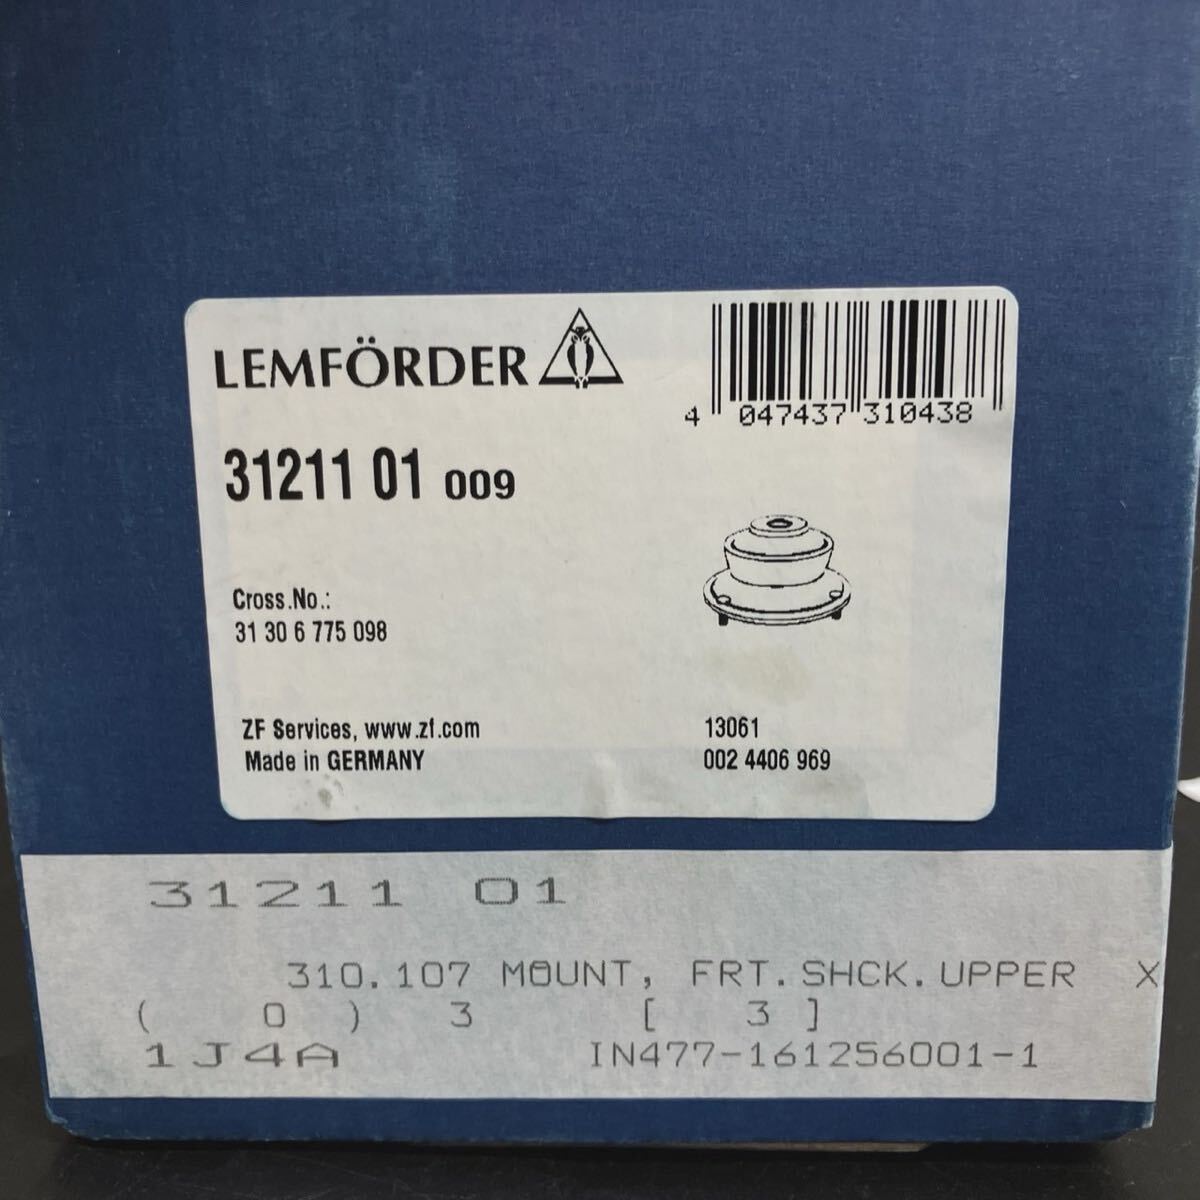 LEMFÖRDER
4 047437 310438
31211 01 009
Cross.No.:
31 30 6 775 098
ZF Services, www.zf.com
Made in GERMANY
13061
002 4406 969
31211 01
310.107 MOUNT, FRT.SHCK.UPPER X
( 0 ) 3 [ 3 ]
1J4A IN477-161256001-1